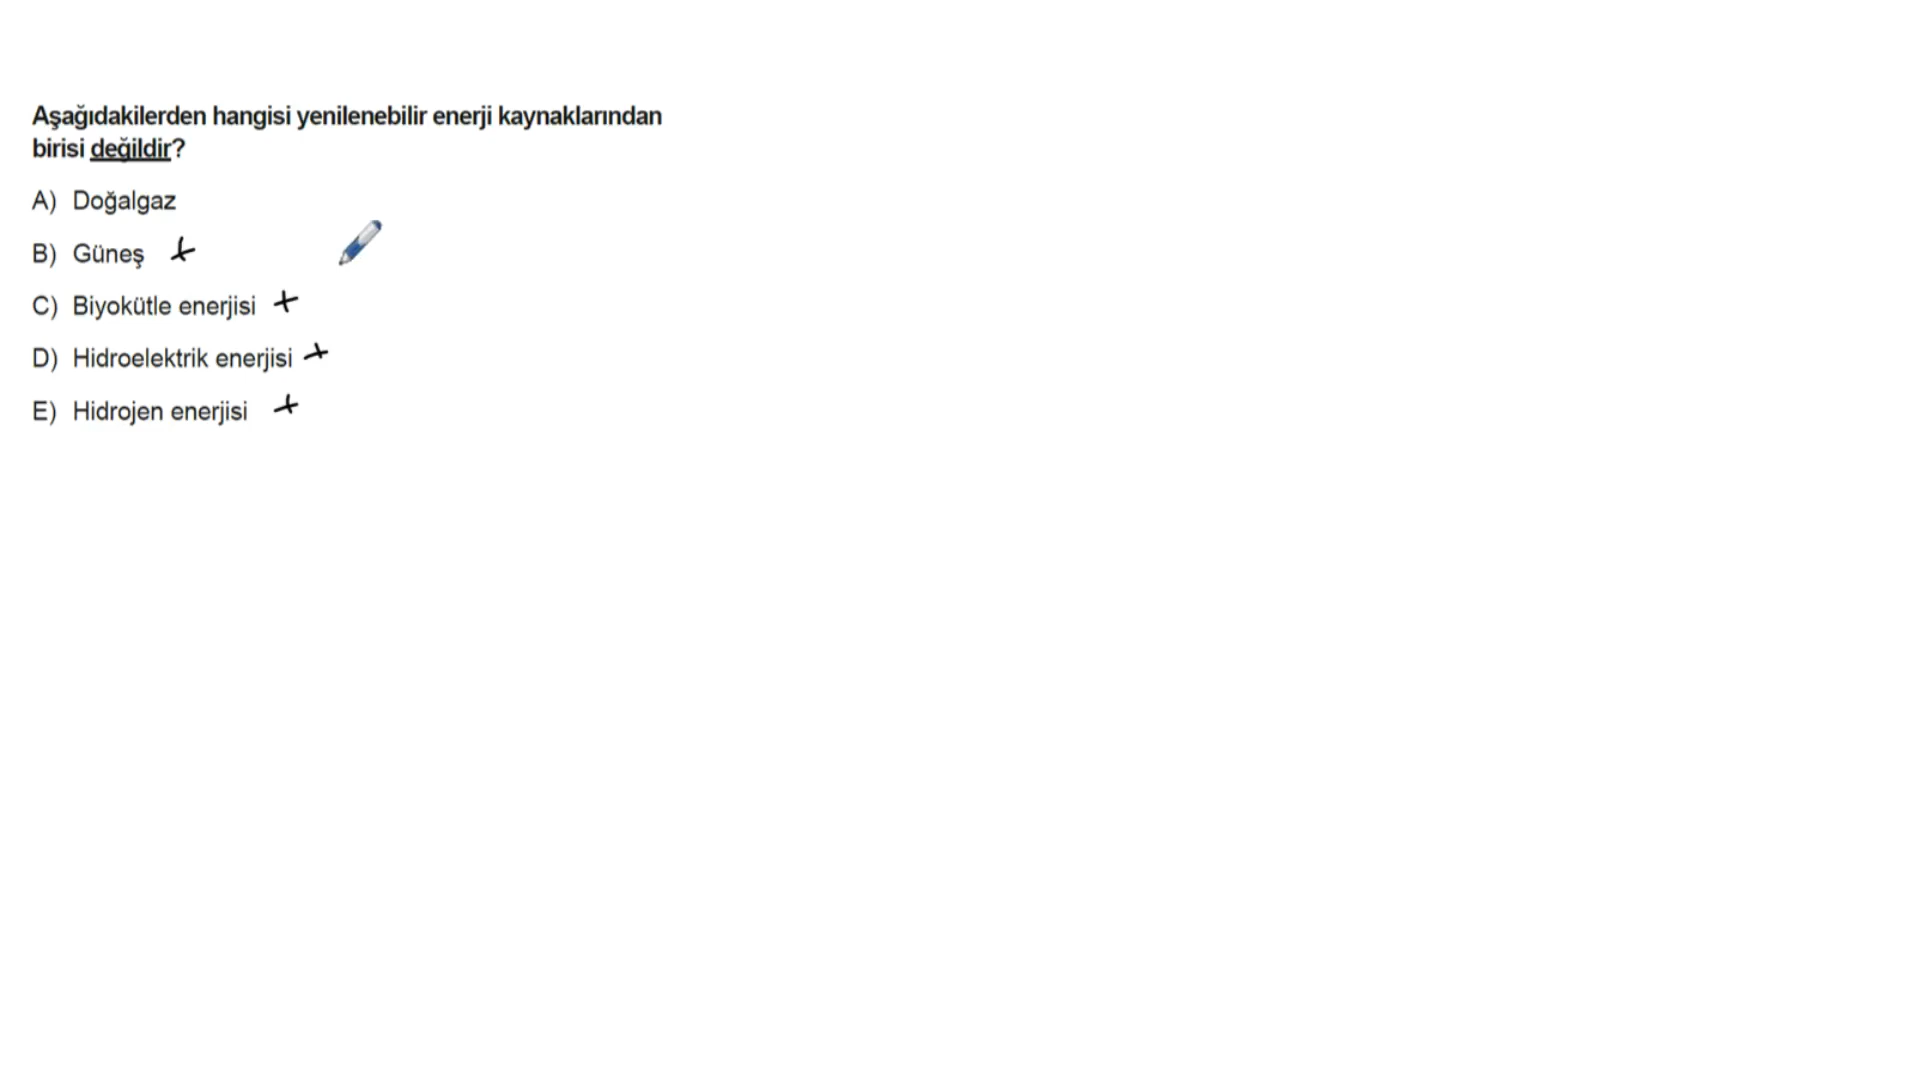 Aşağıdakilerden hangisi yenilenebilir enerji kaynaklarından
birisi değildir?
A) Doğalgaz
B) Güneş +
C) Biyokütle enerjisi +
D) Hidroelektrik enerjisi +
E) Hidrojen enerjisi +